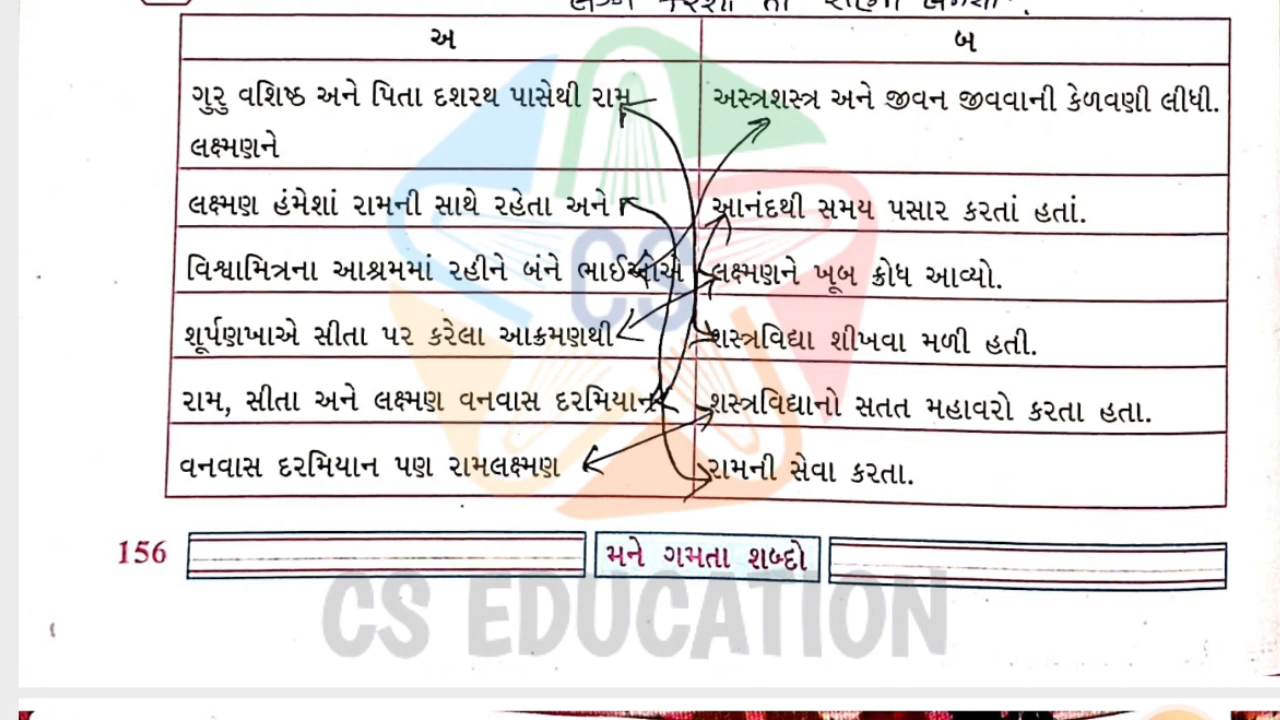 અ
બ
ગુરુ વશિષ્ઠ અને પિતા દશરથ પાસેથી રામ
અસ્ત્રશસ્ત્ર અને જીવન જીવવાની કેળવણી લીધી.
લક્ષ્મણને
લક્ષ્મણ હંમેશાં રામની સાથે રહેતા અને
આનંદથી સમય પસાર કરતાં હતાં.
વિશ્વામિત્રના આશ્રમમાં રહીને બંને ભાઈઓએ
લક્ષ્મણને ખૂબ ક્રોધ આવ્યો.
શૂર્પણખાએ સીતા પર કરેલા આક્રમણથી
શસ્ત્રવિદ્યા શીખવા મળી હતી.
રામ, સીતા અને લક્ષ્મણ વનવાસ દરમિયાન
શસ્ત્રવિદ્યાનો સતત મહાવરો કરતા હતા.
વનવાસ દરમિયાન પણ રામલક્ષ્મણ
રામની સેવા કરતા.
CS
156
મને ગમતા શબ્દો
CS EDUCATION